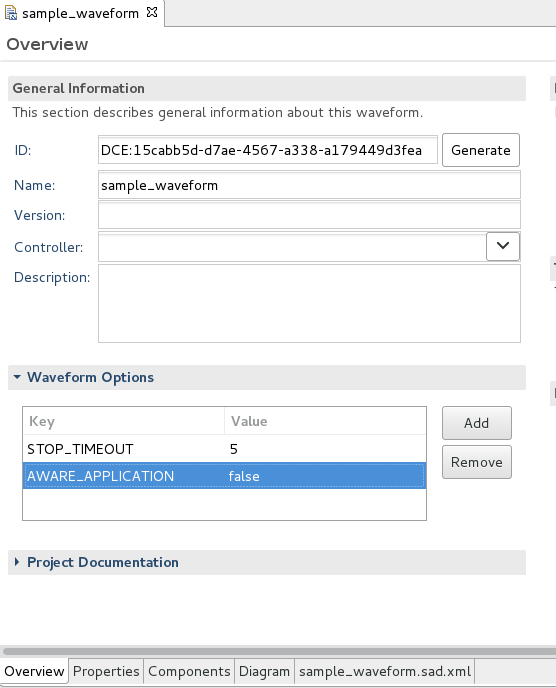 sample_waveform
Overview
General Information
This section describes general information about this waveform.
ID: DCE:15cabb5d-d7ae-4567-a338-a179449d3fea Generate
Name: sample_waveform
Version:
Controller:
Description:
Waveform Options
Key Value
STOP_TIMEOUT 5 Add
AWARE_APPLICATION false Remove
Project Documentation
Overview Properties Components Diagram sample_waveform.sad.xml